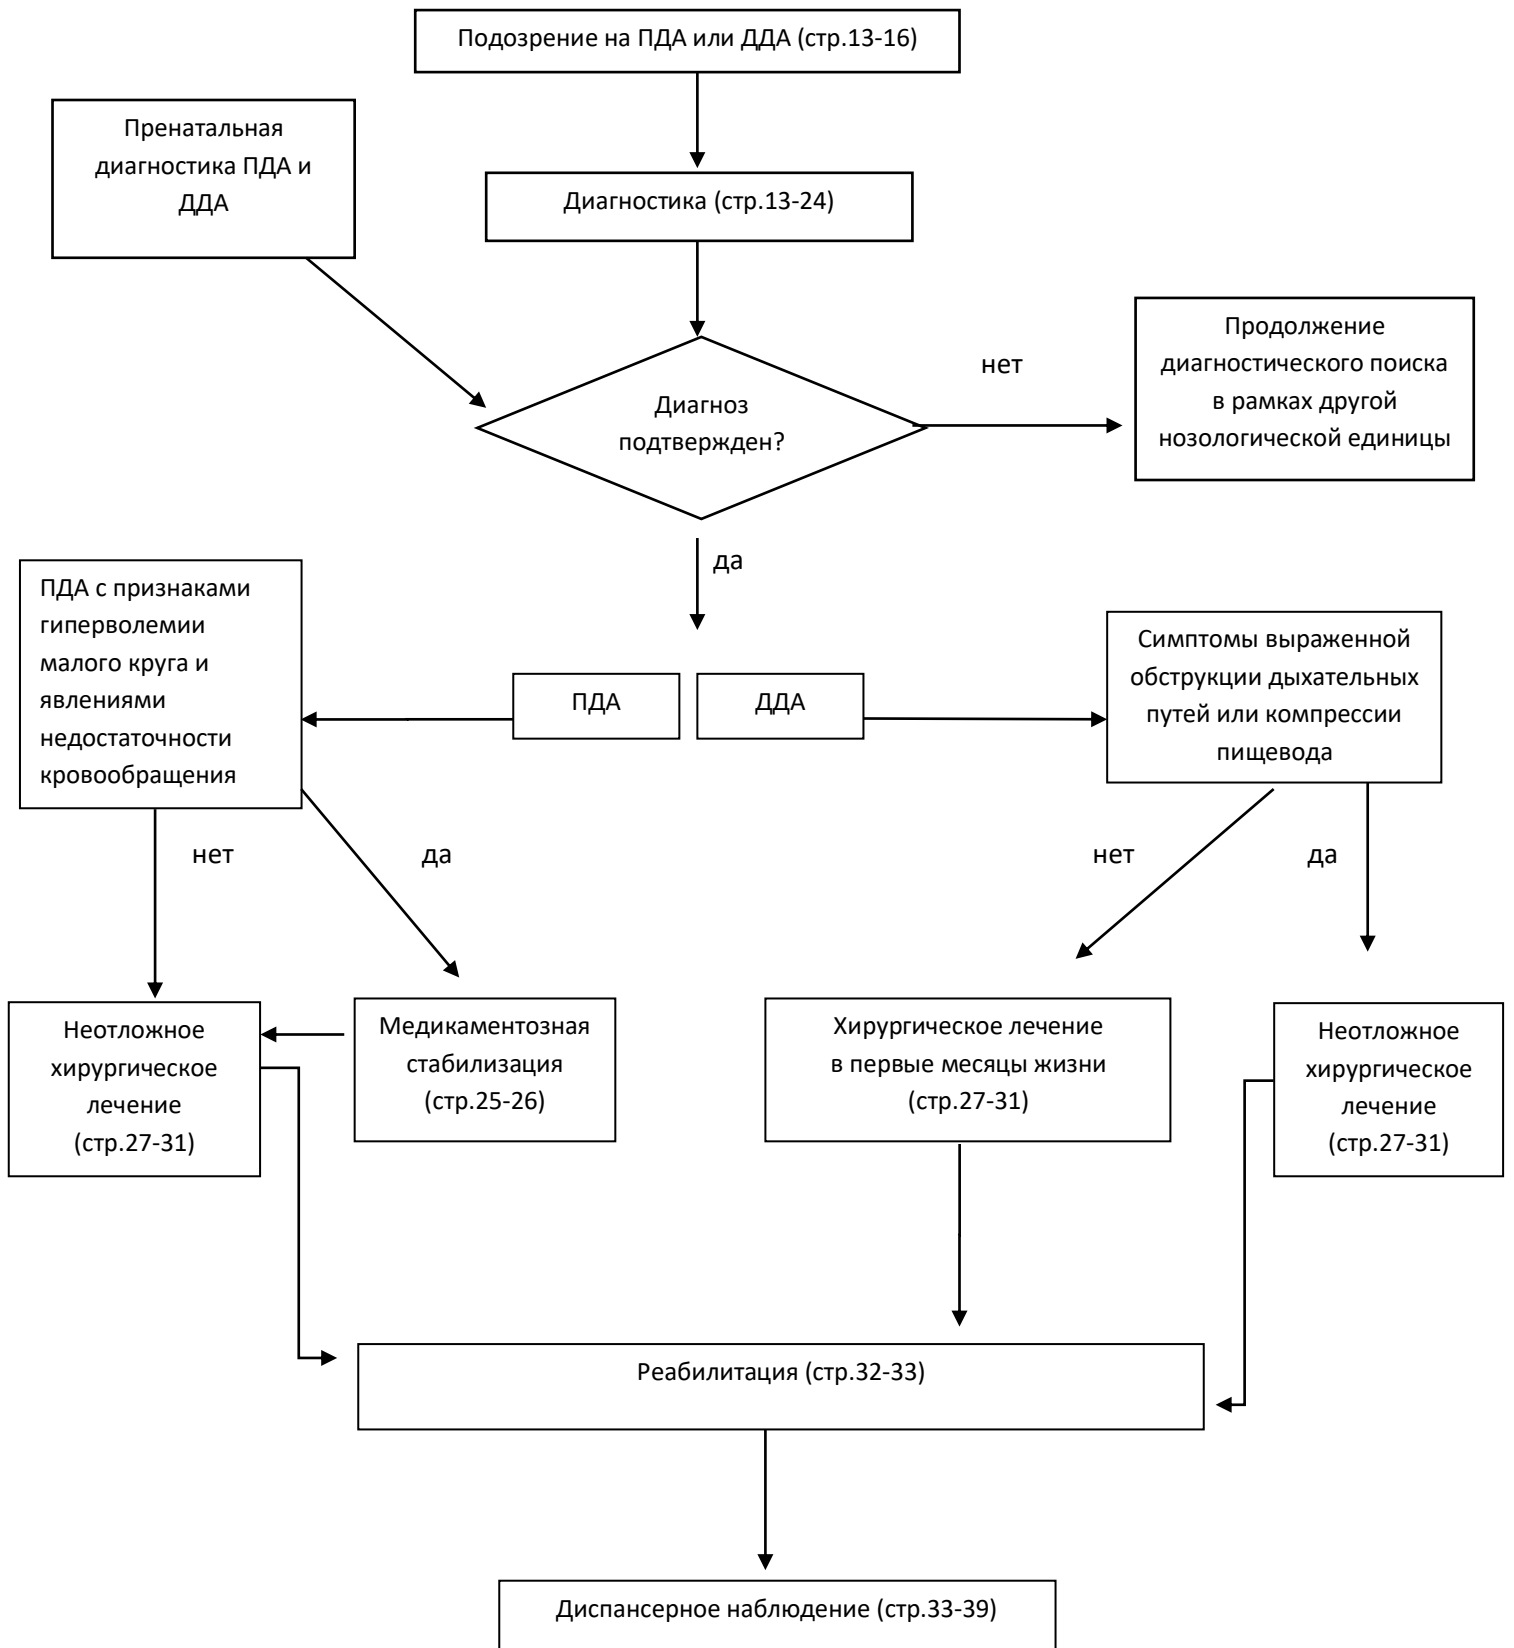 Подозрение на ПДА или ДДА (стр.13-16)
Пренатальная
диагностика ПДА и
ДДА
Диагностика (стр.13-24)
Продолжение
диагностического поиска
в рамках другой
нозологической единицы
нет
Диагноз
подтвержден?
да
ПДА с признаками
гиперволемии
малого круга и
явлениями
недостаточности
кровообращения
ПДА
ДДА
Симптомы выраженной
обструкции дыхательных
путей или компрессии
пищевода
нет
да
нет
да
Неотложное
хирургическое
лечение
(стр.27-31)
Медикаментозная
стабилизация
(стр.25-26)
Хирургическое лечение
в первые месяцы жизни
(стр.27-31)
Неотложное
хирургическое
лечение
(стр.27-31)
Реабилитация (стр.32-33)
Диспансерное наблюдение (стр.33-39)